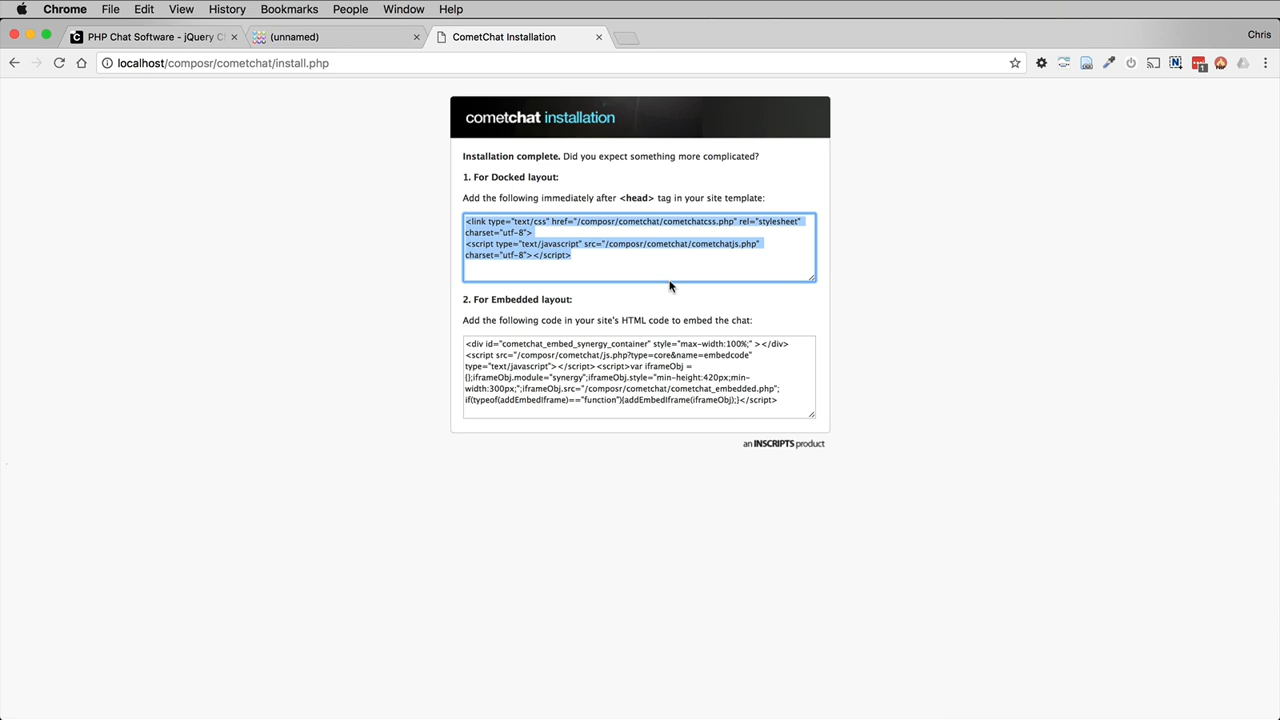 Chrome File Edit View History Bookmarks People Window Help
PHP Chat Software - jQuery C
(unnamed)
CometChat Installation
Chris
localhost/composr/cometchat/install.php
1
cometchat installation
Installation complete. Did you expect something more complicated?
1. For Docked layout:
Add the following immediately after <head> tag in your site template:
<link type="text/css" href="/composr/cometchat/cometchatcss.php" rel="stylesheet"
charset="utf-8">
<script type="text/javascript" src="/composr/cometchat/cometchatjs.php"
charset="utf-8"></script>
2. For Embedded layout:
Add the following code in your site's HTML code to embed the chat:
<div id="cometchat_embed_synergy_container" style="max-width:100%;" ></div>
<script src="/composr/cometchat/js.php?type=core&name=embedcode"
type="text/javascript"></script><script>var iframeObj =
{};iframeObj.module="synergy";iframeObj.style="min-height:420px;min-
width:300px;";iframeObj.src="/composr/cometchat/cometchat_embedded.php";
if(typeof(addEmbedIframe)=="function"){addEmbedIframe(iframeObj);}</script>
an INSCRIPTS product